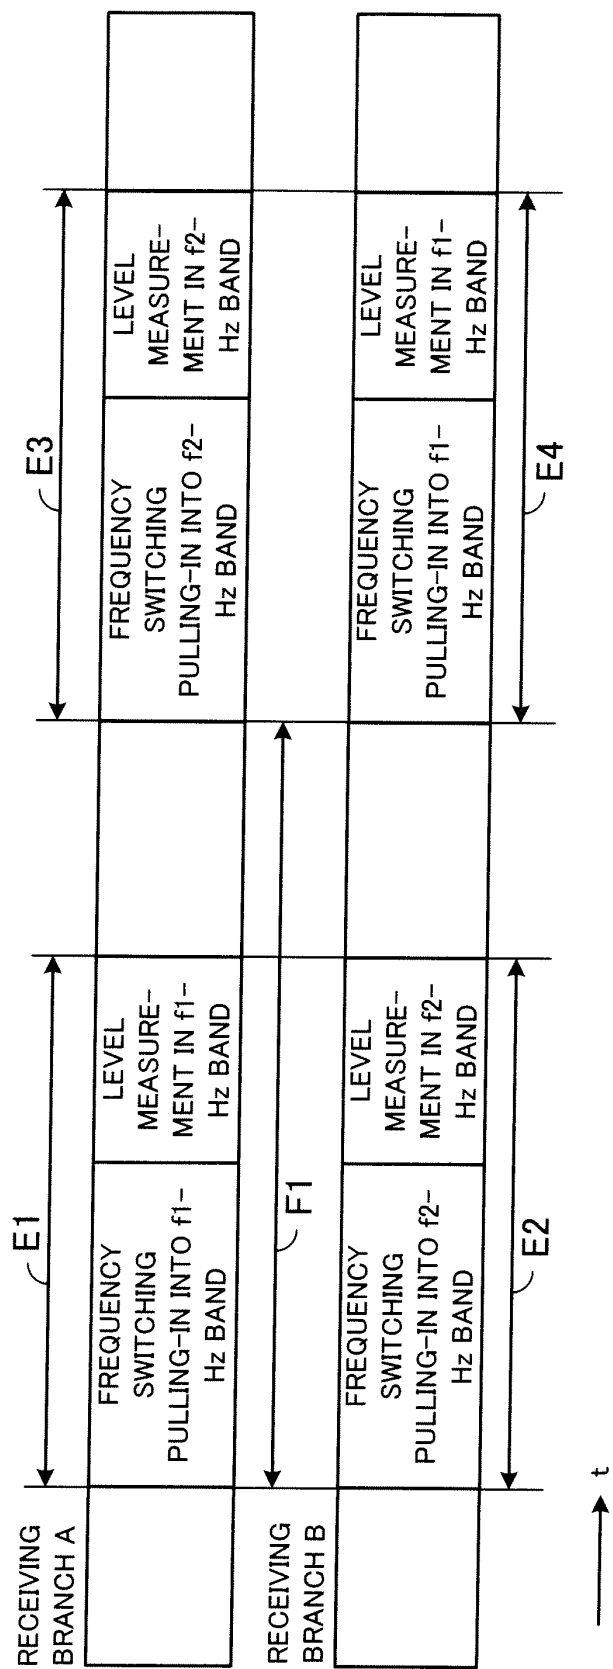 RECEIVING
BRANCH A
E1
FREQUENCY
SWITCHING
PULLING-IN INTO f1-
Hz BAND
LEVEL
MEASURE-
MENT IN f1-
Hz BAND
E3
FREQUENCY
SWITCHING
PULLING-IN INTO f2-
Hz BAND
LEVEL
MEASURE-
MENT IN f2-
Hz BAND
F1
RECEIVING
BRANCH B
FREQUENCY
SWITCHING
PULLING-IN INTO f2-
Hz BAND
LEVEL
MEASURE-
MENT IN f2-
Hz BAND
E2
FREQUENCY
SWITCHING
PULLING-IN INTO f1-
Hz BAND
LEVEL
MEASURE-
MENT IN f1-
Hz BAND
E4
t